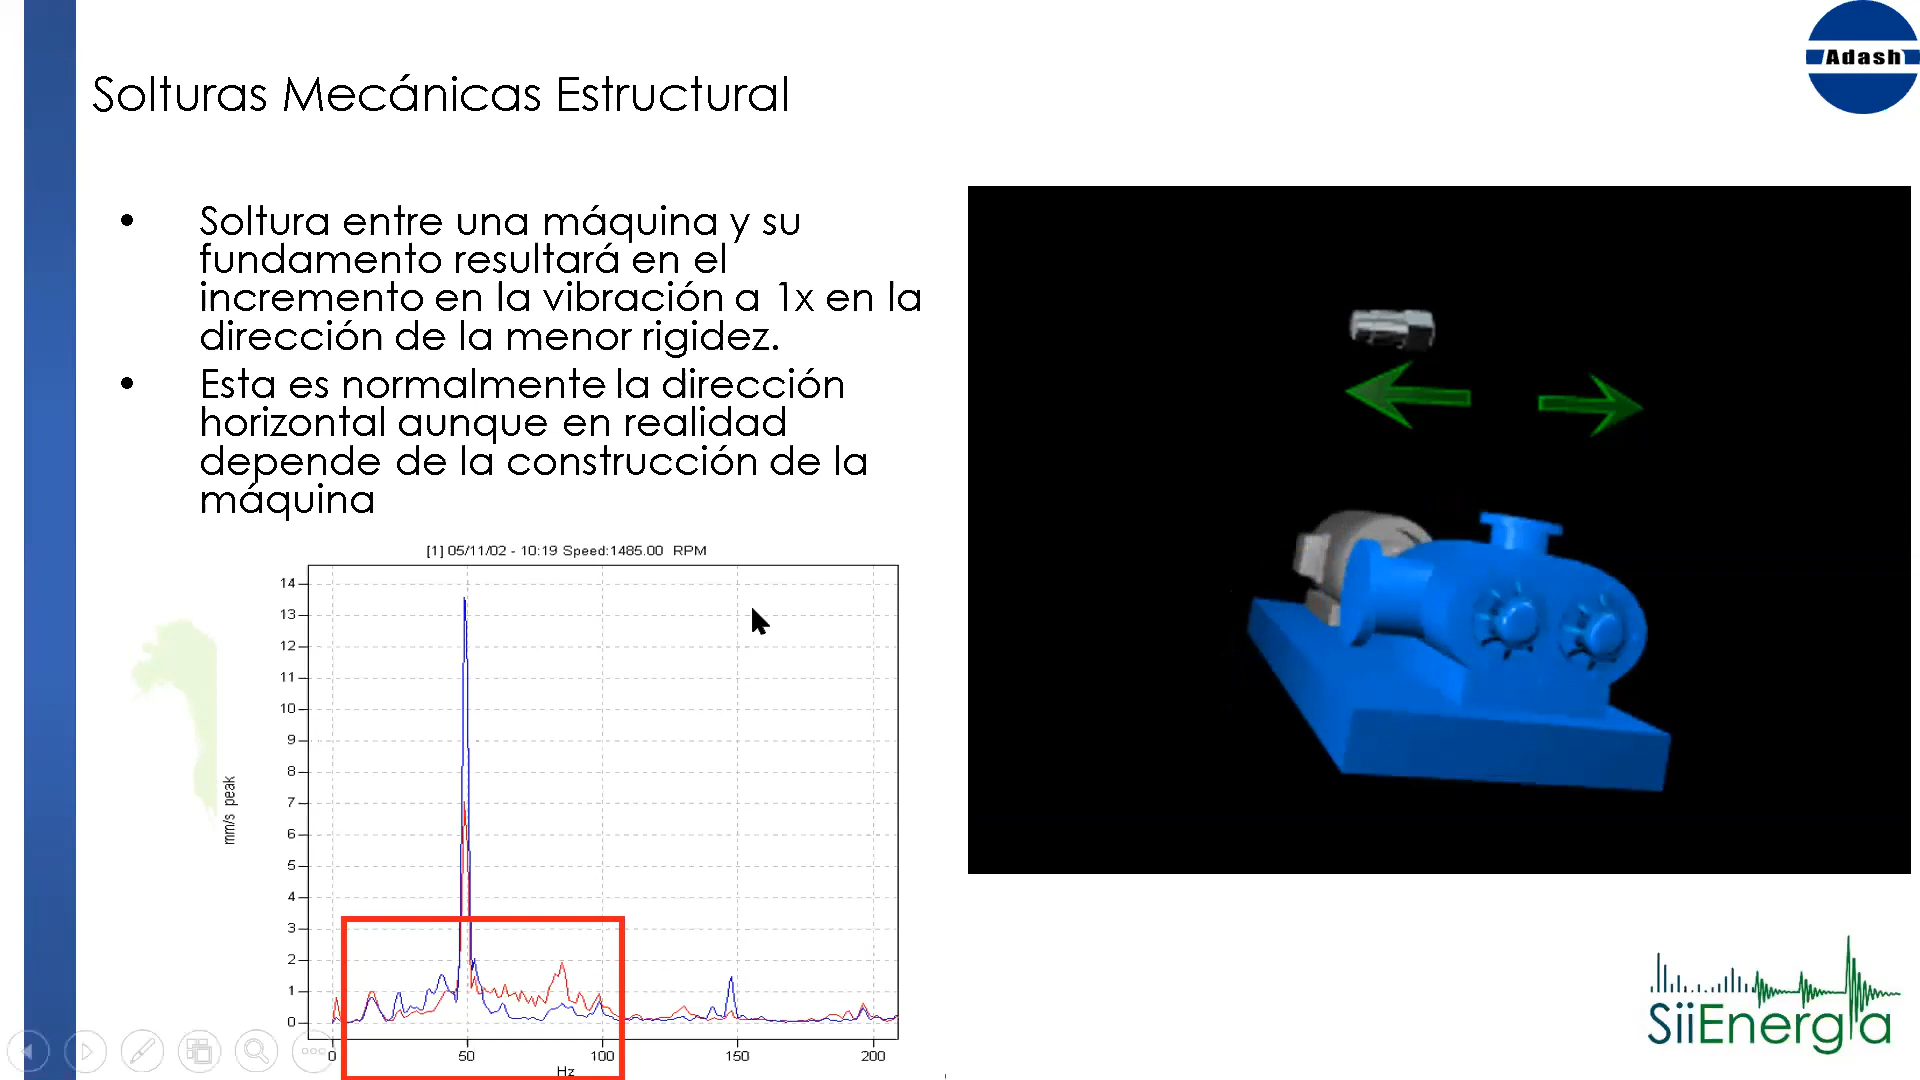 Adash
Solturas Mecánicas Estructural
• Soltura entre una máquina y su
fundamento resultará en el
incremento en la vibración a 1x en la
dirección de la menor rigidez.
• Esta es normalmente la dirección
horizontal aunque en realidad
depende de la construcción de la
máquina
[1] 05/11/02 - 10:19 Speed:1485.00 RPM
14
13
12
11
10
9
8
7
6
5
4
3
2
1
0
mm/s peak
0 50 100 150 200
Hz
SiiEnergía